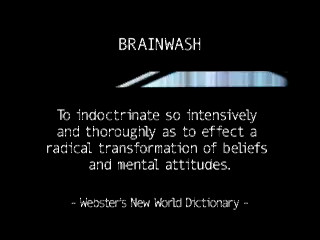 BRAINWASH
To indoctrinate so intensively
and thoroughly as to effect a
radical transformation of beliefs
and mental attitudes.
- Webster's New World Dictionary -